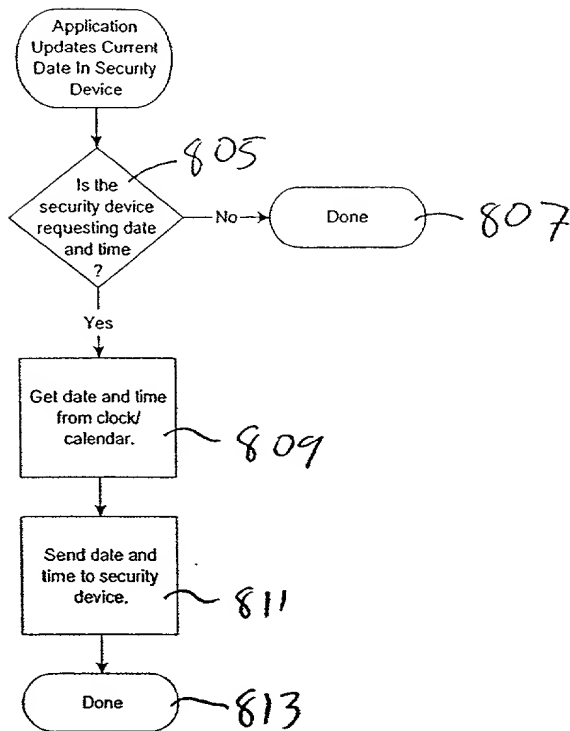 Application
Updates Current
Date In Security
Device
805
Is the
security device
requesting date
and time
?
No
Done
807
Yes
Get date and time
from clock/
calendar.
809
Send date and
time to security
device.
811
Done
813